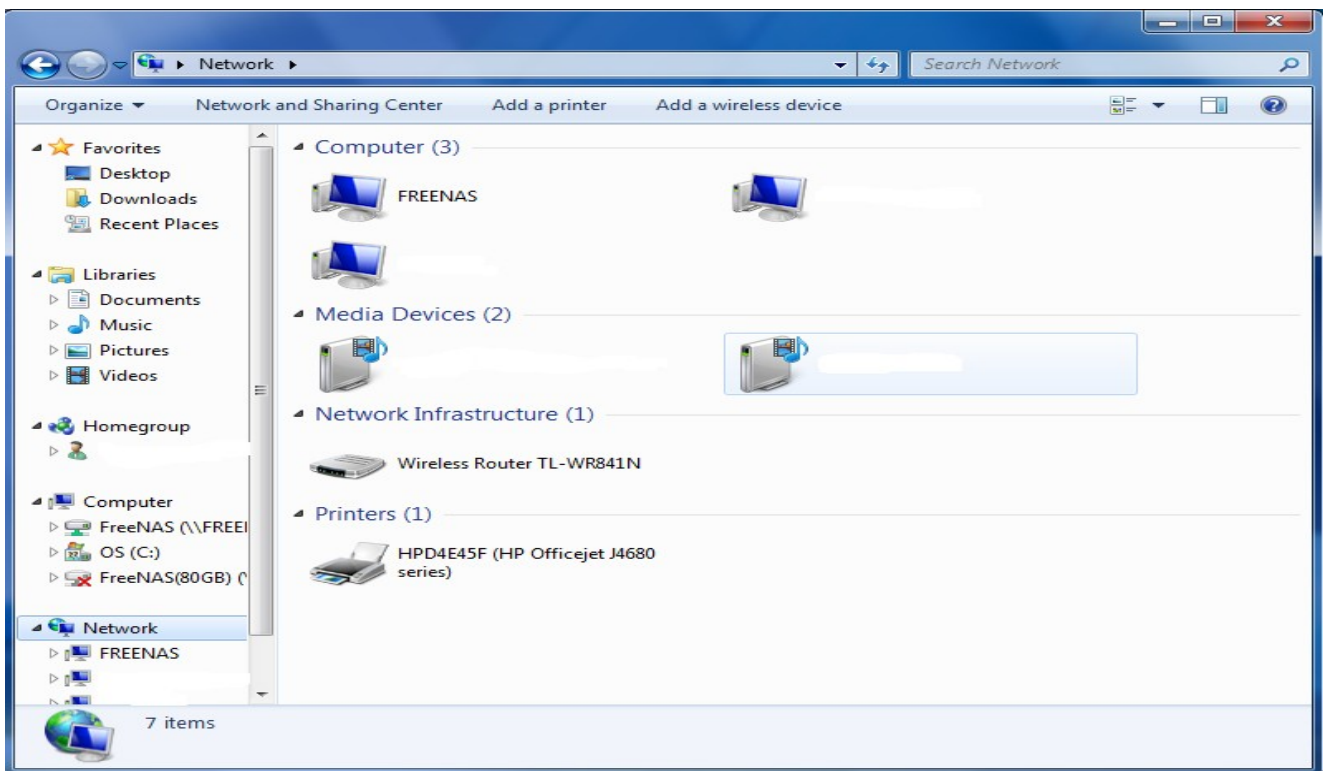 Network
Search Network
Organize
Network and Sharing Center
Add a printer
Add a wireless device
Favorites
Desktop
Downloads
Recent Places
Libraries
Documents
Music
Pictures
Videos
Homegroup
Computer
FreeNAS (\\FREE
OS (C:)
FreeNAS(80GB) (
Network
FREENAS
Computer (3)
FREENAS
Media Devices (2)
Network Infrastructure (1)
Wireless Router TL-WR841N
Printers (1)
HPD4E45F (HP Officejet J4680
series)
7 items